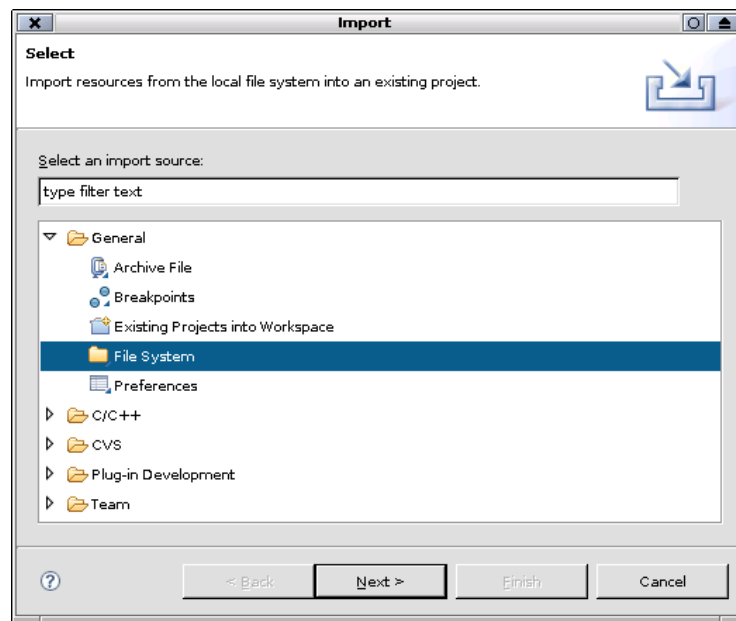 Import
Select
Import resources from the local file system into an existing project.
Select an import source:
type filter text
General
Archive File
Breakpoints
Existing Projects into Workspace
File System
Preferences
C/C++
CVS
Plug-in Development
Team
? < Back Next > Finish Cancel